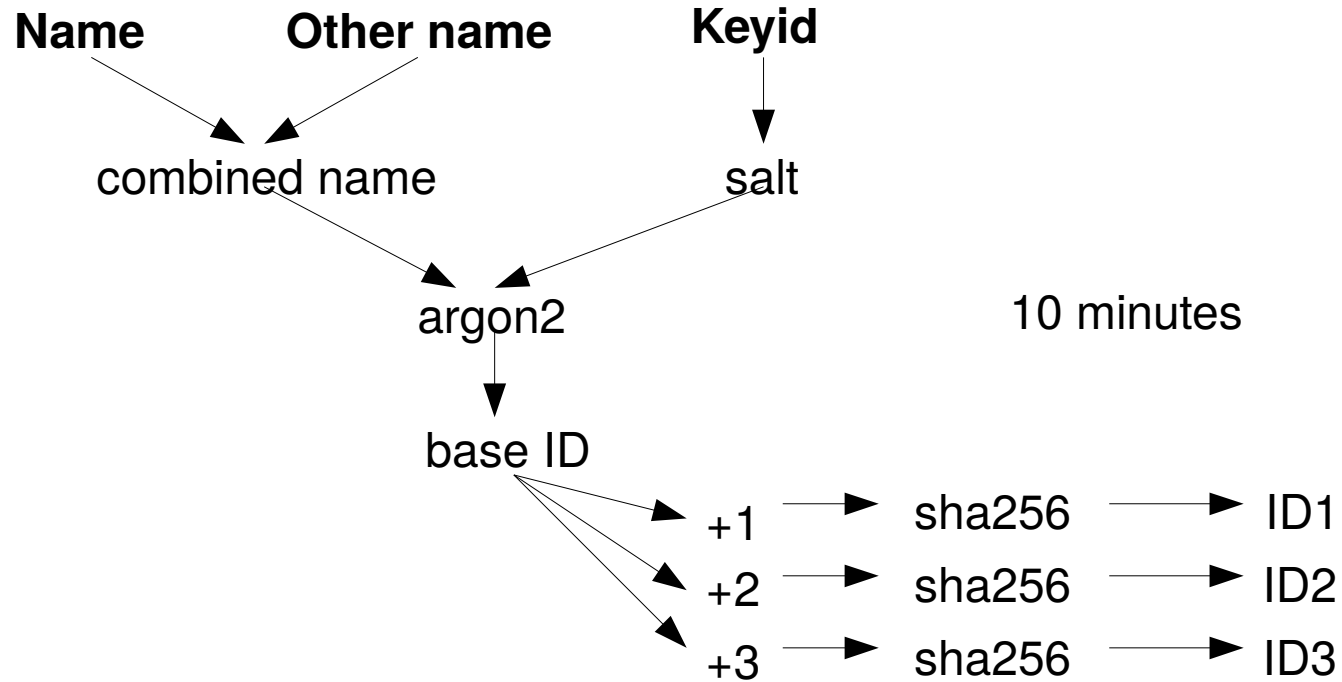 Name Other name Keyid
combined name salt
argon2 10 minutes
base ID
+1 sha256 ID1
+2 sha256 ID2
+3 sha256 ID3